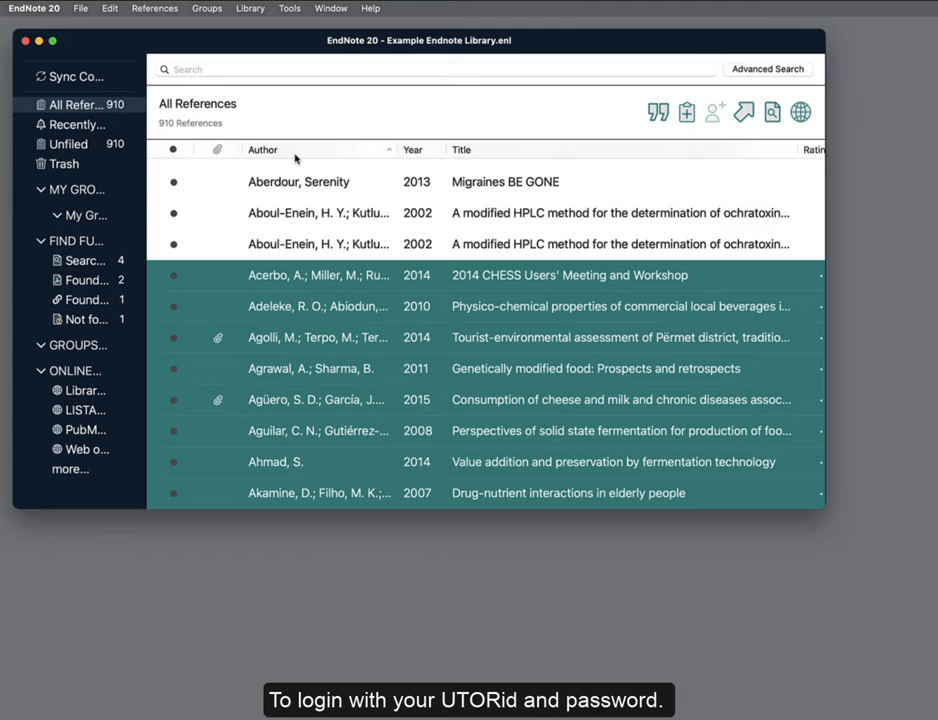 EndNote 20 File Edit References Groups Library Tools Window Help
EndNote 20 - Example Endnote Library.enl
Sync Co...
Search
Advanced Search
All Refer... 910
Recently...
Unfiled 910
Trash
MY GRO...
My Gr...
FIND FU...
Searc... 4
Found... 2
Found... 1
Not fo... 1
GROUPS...
ONLINE...
Librar...
LISTA...
PubM...
Web o...
more...
All References
910 References
Author Year Title Ratin
Aberdour, Serenity 2013 Migraines BE GONE
Aboul-Enein, H. Y.; Kutlu... 2002 A modified HPLC method for the determination of ochratoxin...
Aboul-Enein, H. Y.; Kutlu... 2002 A modified HPLC method for the determination of ochratoxin...
Acerbo, A.; Miller, M.; Ru... 2014 2014 CHESS Users' Meeting and Workshop
Adeleke, R. O.; Abiodun,... 2010 Physico-chemical properties of commercial local beverages i...
Agolli, M.; Terpo, M.; Ter... 2014 Tourist-environmental assessment of Përmet district, traditio...
Agrawal, A.; Sharma, B. 2011 Genetically modified food: Prospects and retrospects
Agüero, S. D.; García, J.... 2015 Consumption of cheese and milk and chronic diseases assoc...
Aguilar, C. N.; Gutiérrez-... 2008 Perspectives of solid state fermentation for production of foo...
Ahmad, S. 2014 Value addition and preservation by fermentation technology
Akamine, D.; Filho, M. K.;... 2007 Drug-nutrient interactions in elderly people
To login with your UTORid and password.